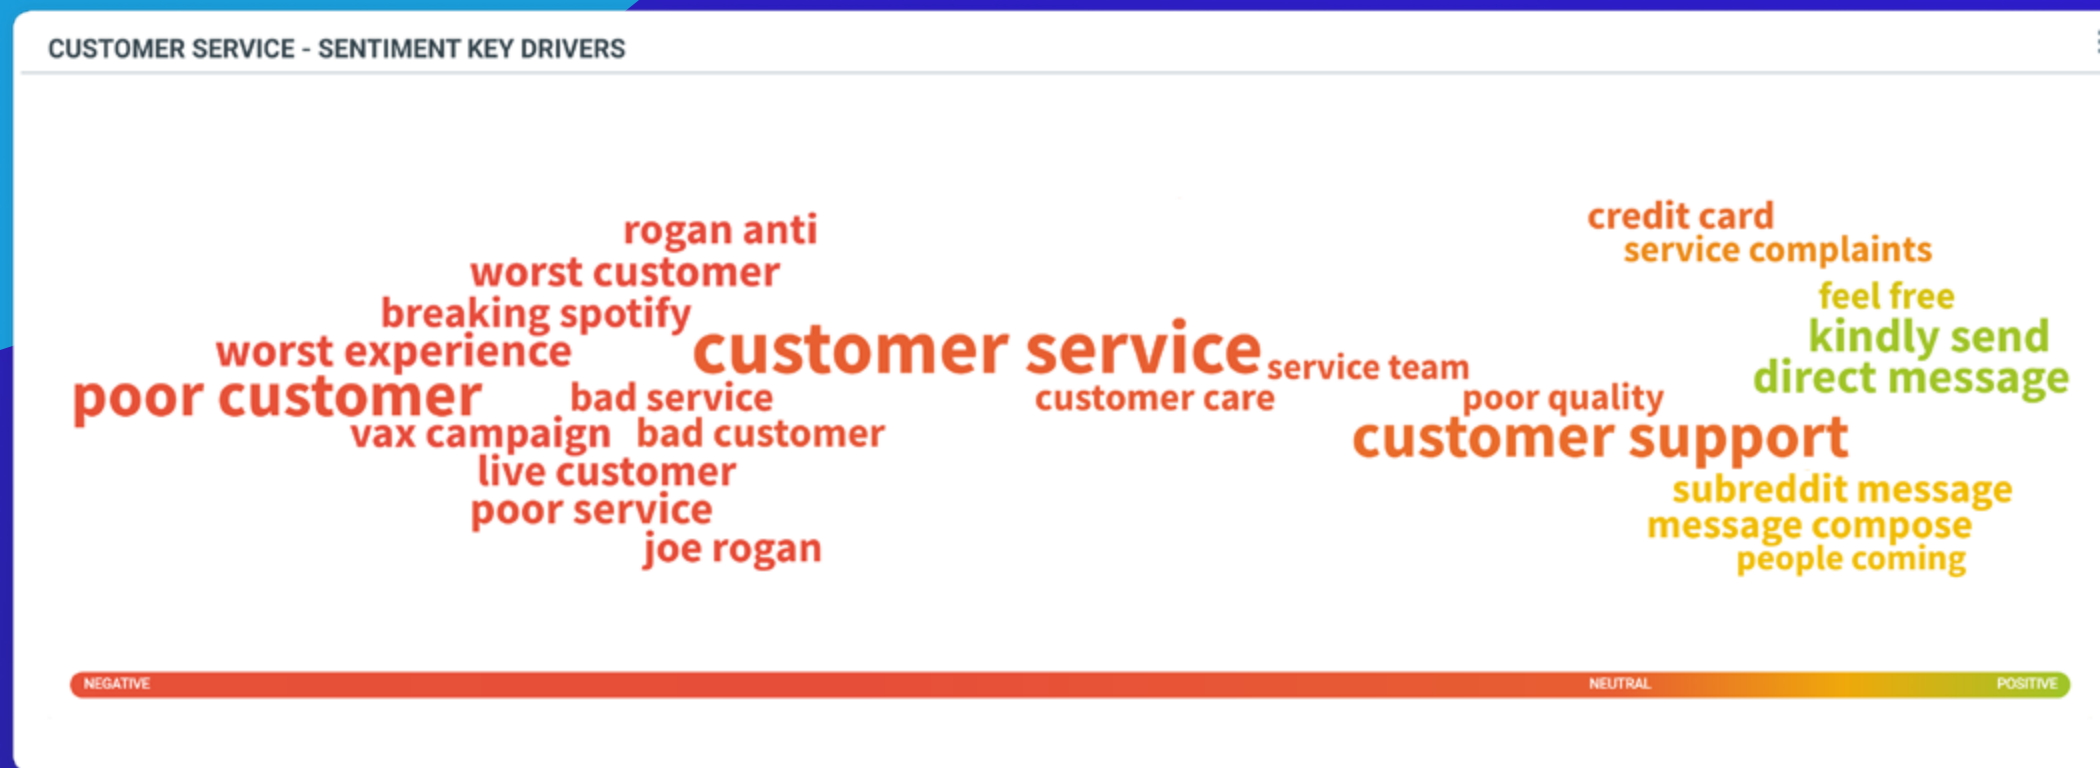 CUSTOMER SERVICE - SENTIMENT KEY DRIVERS
rogan anti
worst customer
breaking spotify
worst experience
poor customer
bad service
vax campaign
bad customer
live customer
poor service
joe rogan
customer service
service team
customer care
poor quality
customer support
credit card
service complaints
feel free
kindly send
direct message
subreddit message
message compose
people coming
NEGATIVE
NEUTRAL
POSITIVE